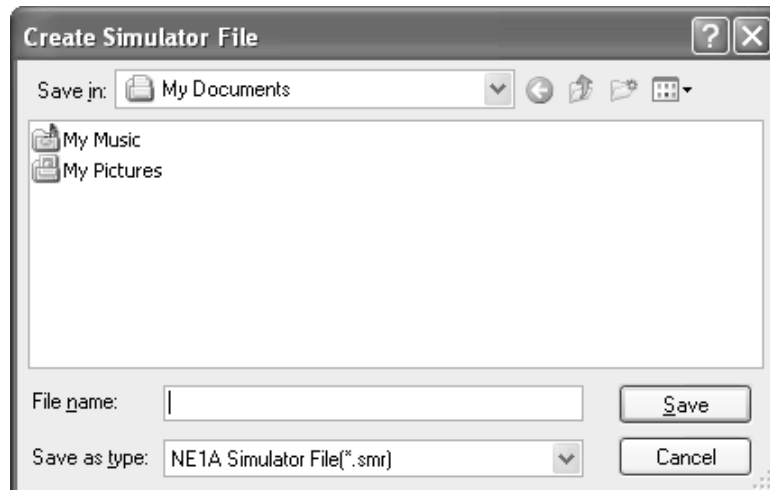 Create Simulator File
Save in: My Documents
My Music
My Pictures
File name:
Save
Save as type: NE1A Simulator File(*.smr)
Cancel